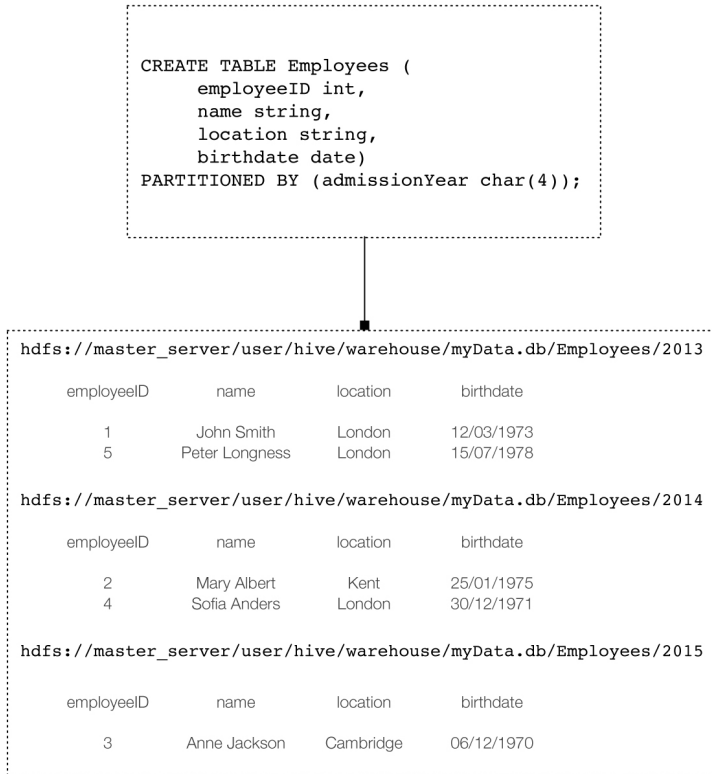 CREATE TABLE Employees (
employeeID int,
name string,
location string,
birthdate date)
PARTITIONED BY (admissionYear char(4));
hdfs://master_server/user/hive/warehouse/myData.db/Employees/2013
employeeID name location birthdate
1 John Smith London 12/03/1973
5 Peter Longness London 15/07/1978
hdfs://master_server/user/hive/warehouse/myData.db/Employees/2014
employeeID name location birthdate
2 Mary Albert Kent 25/01/1975
4 Sofia Anders London 30/12/1971
hdfs://master_server/user/hive/warehouse/myData.db/Employees/2015
employeeID name location birthdate
3 Anne Jackson Cambridge 06/12/1970